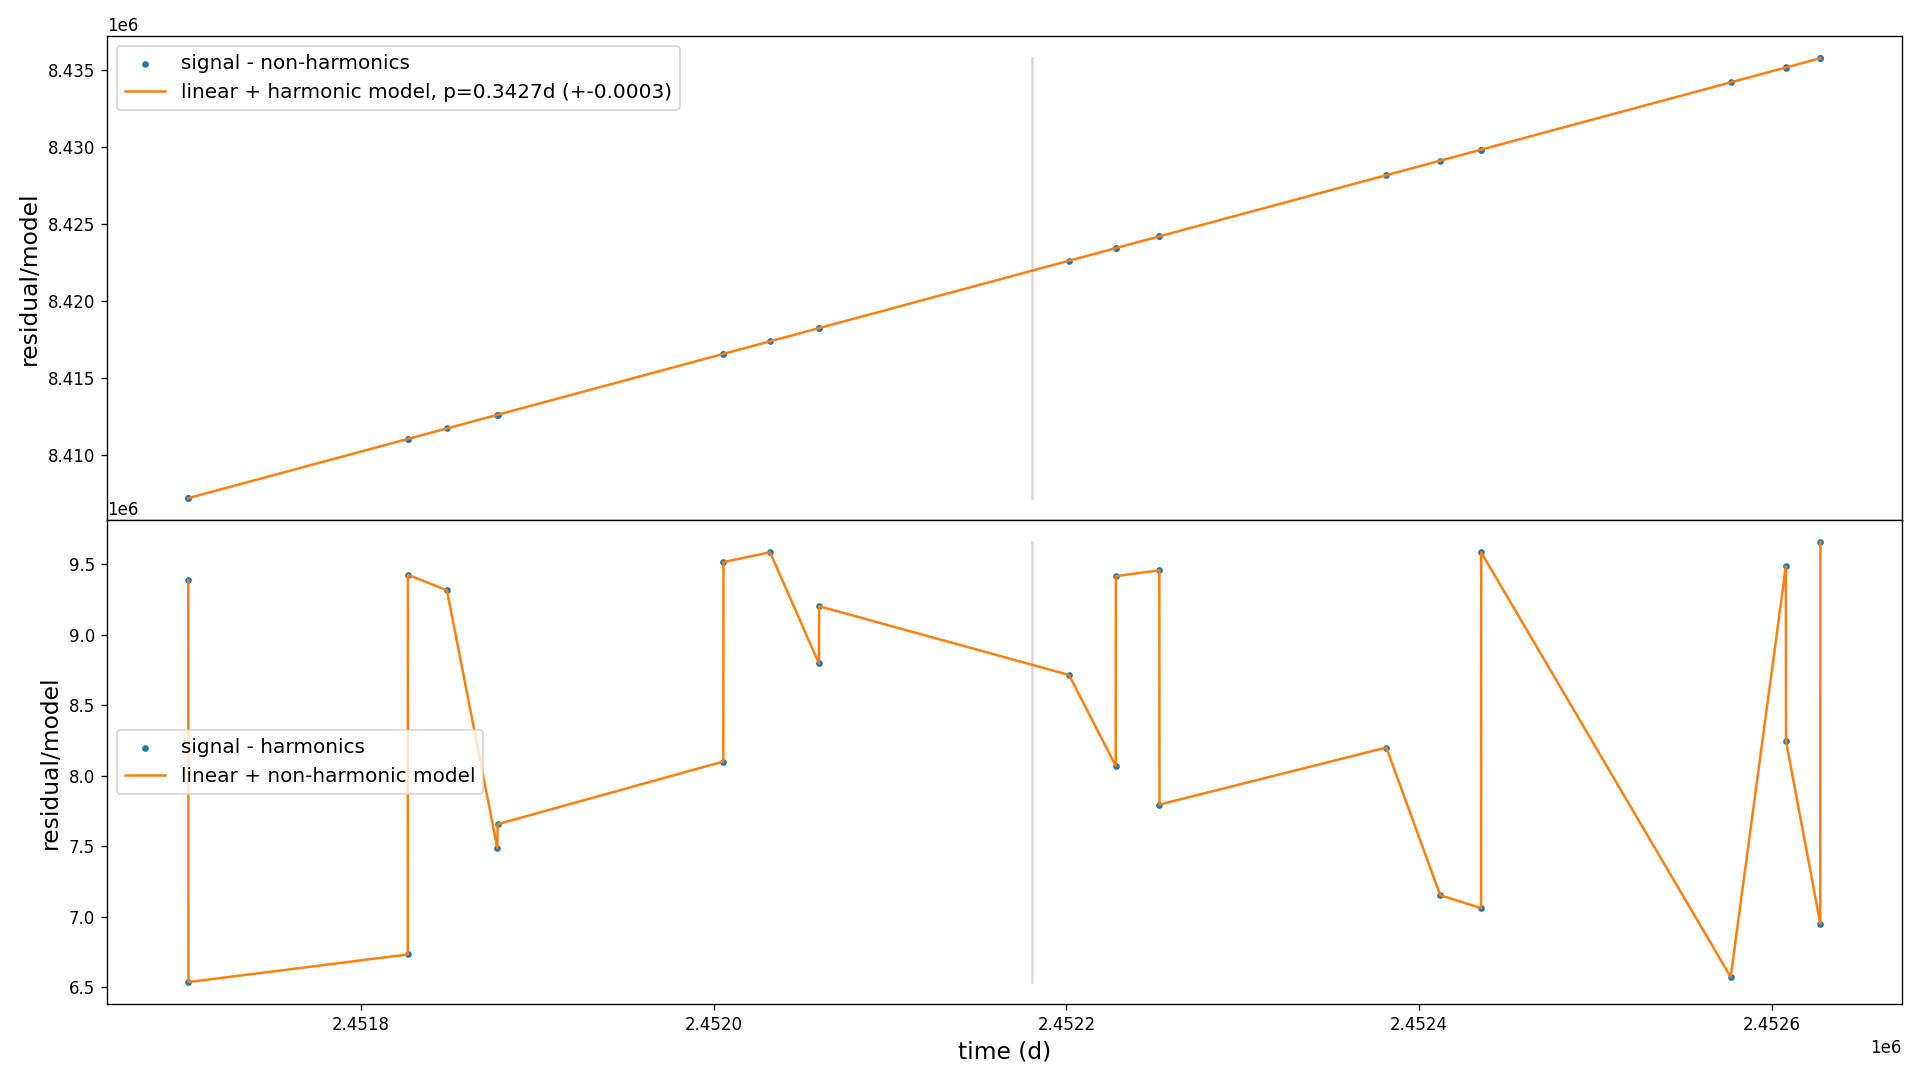 1e6
signal - non-harmonics
linear + harmonic model, p=0.3427d (+-0.0003)
8.435
8.430
8.425
8.420
8.415
8.410
residual/model
1e6
9.5
9.0
8.5
8.0
7.5
7.0
6.5
residual/model
signal - harmonics
linear + non-harmonic model
2.4518
2.4520
2.4522
2.4524
2.4526
time (d)
1e6